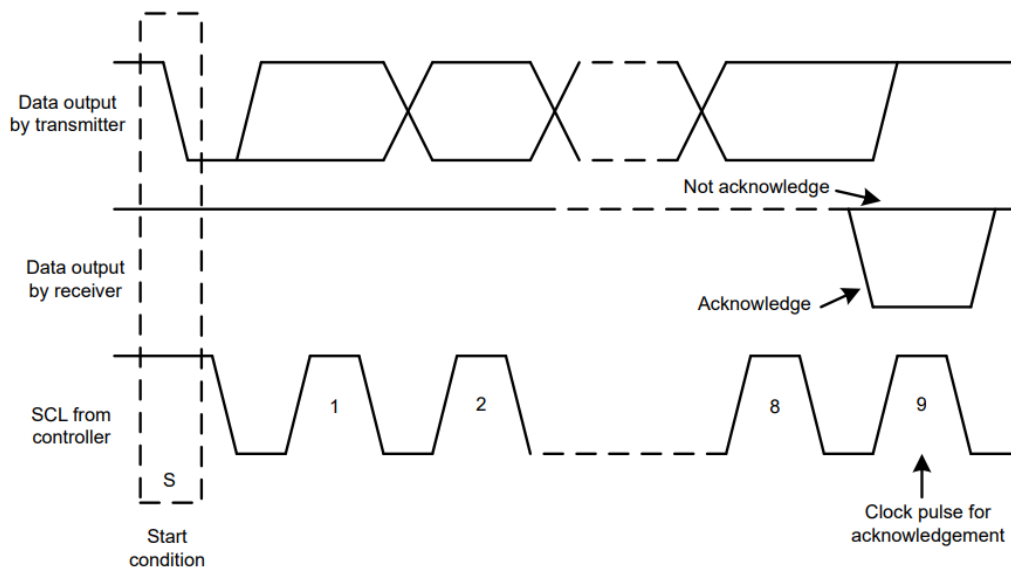 Data output
by transmitter
Not acknowledge
Data output
by receiver
Acknowledge
SCL from
controller
1
2
8
9
S
Start
condition
Clock pulse for
acknowledgement